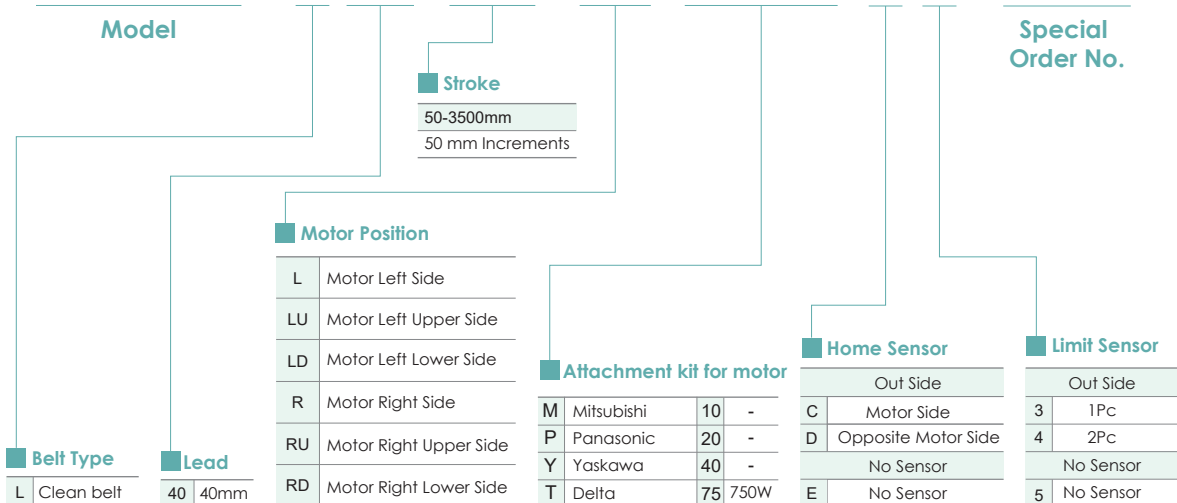 Model
Special
Order No.
Stroke
50-3500mm
50 mm Increments
Motor Position
L Motor Left Side
LU Motor Left Upper Side
LD Motor Left Lower Side
R Motor Right Side
RU Motor Right Upper Side
RD Motor Right Lower Side
Belt Type
L Clean belt
Lead
40 40mm
Attachment kit for motor
M Mitsubishi 10 -
P Panasonic 20 -
Y Yaskawa 40 -
T Delta 75 750W
Home Sensor
Out Side
C Motor Side
D Opposite Motor Side
No Sensor
E No Sensor
Limit Sensor
Out Side
3 1Pc
4 2Pc
No Sensor
5 No Sensor